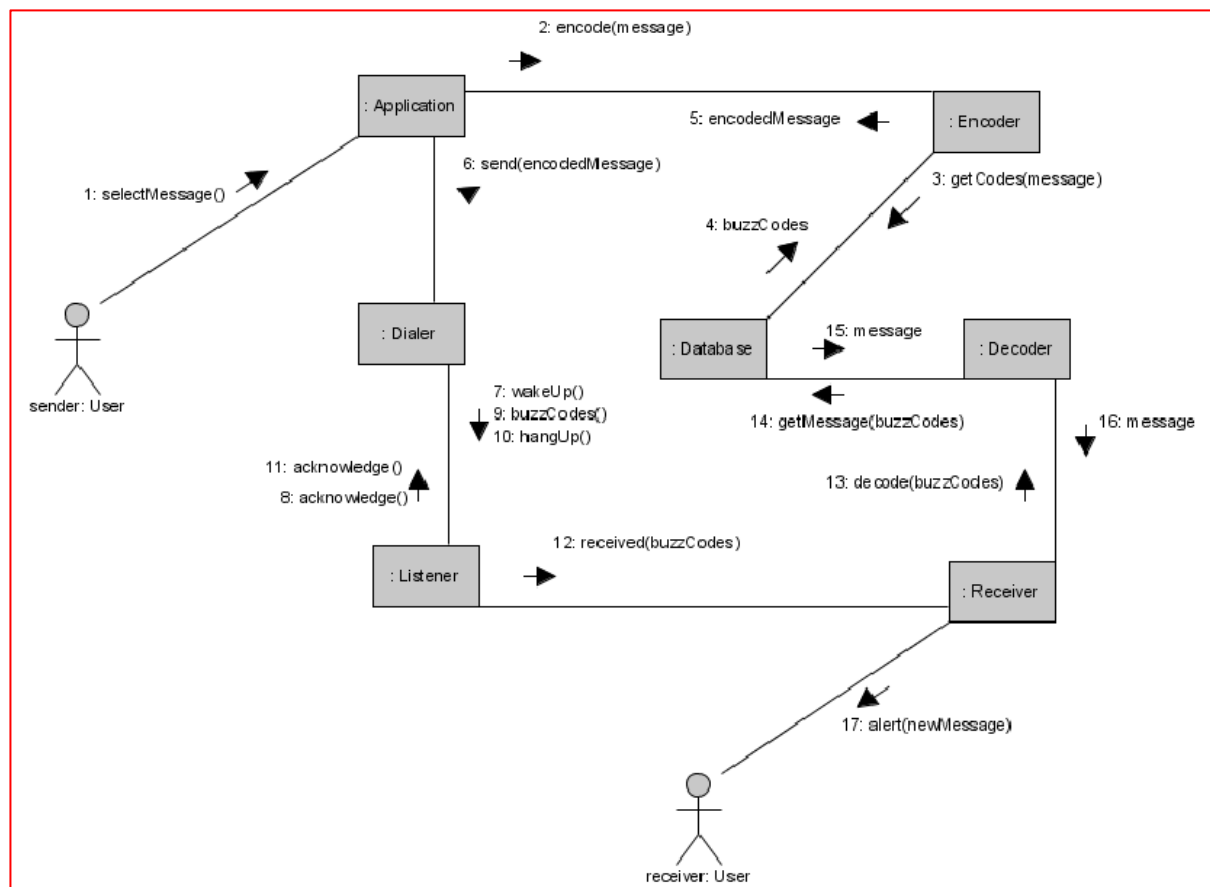 2: encode(message)
: Application
5: encodedMessage
: Encoder
6: send(encodedMessage)
1: selectMessage()
3: getCodes(message)
4: buzzCodes
: Dialer
: Database
15: message
: Decoder
sender: User
7: wakeUp()
9: buzzCodes()
10: hangUp()
14: getMessage(buzzCodes)
16: message
11: acknowledge()
8: acknowledge()
13: decode(buzzCodes)
12: received(buzzCodes)
: Listener
: Receiver
17: alert(newMessage)
receiver: User